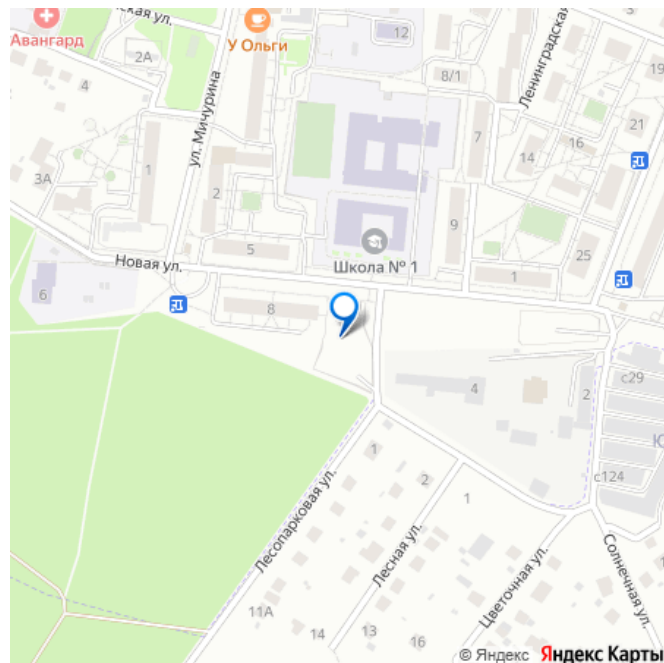 Авангард
4
2А
ская ул.
У Ольги
12
Ленинградская
19
8/1
ул. Мичурина
1
3А
2
7
14
16
21
9
5
Школа № 1
25
1
Новая ул.
6
8
с29
4
2
Ю
с124
1
2
1
Лесопарковая ул.
Лесная ул.
Цветочная ул.
Солнечная ул.
11А
14
13
16
© Яндекс Яндекс Карты